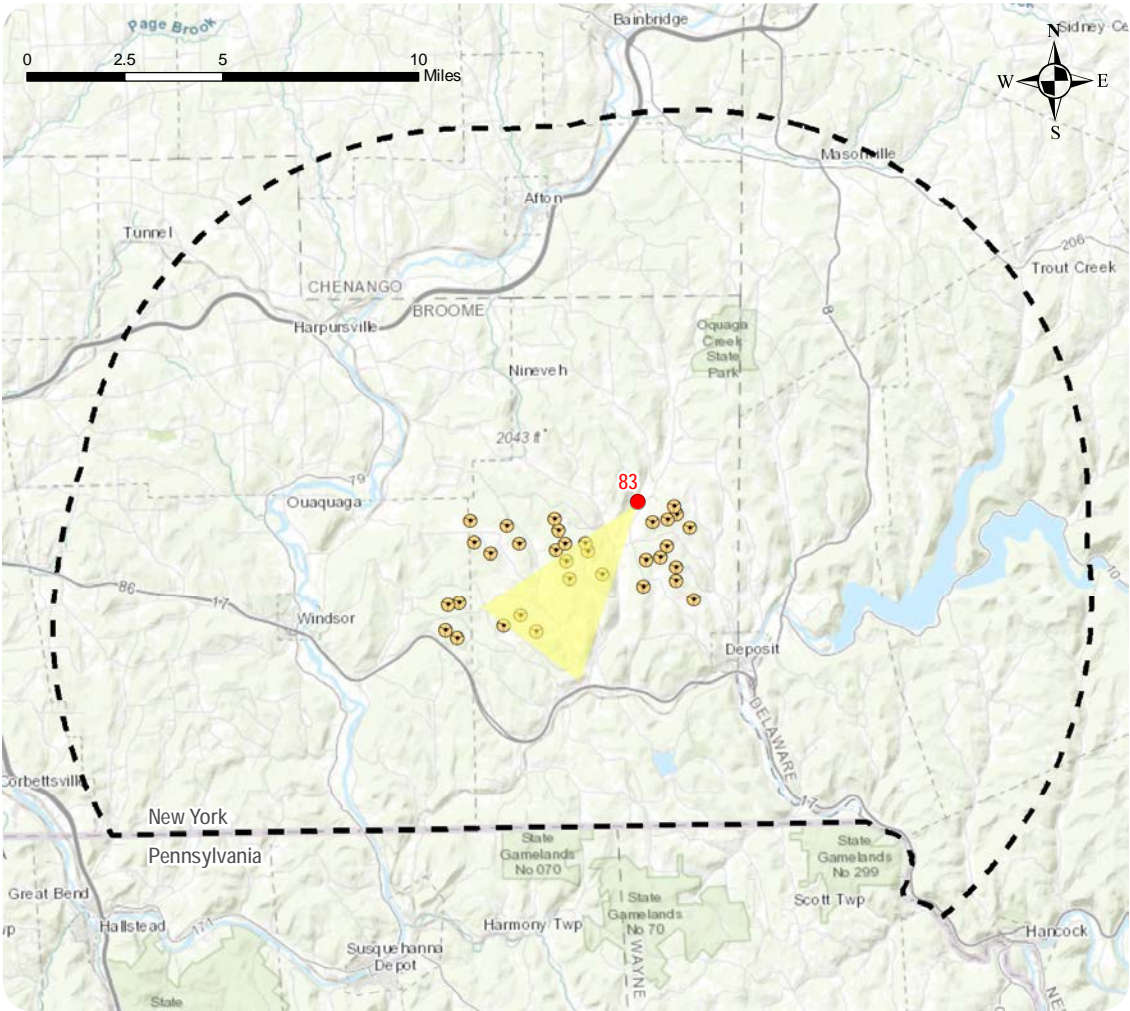 Page Brook
Bainbridge
Sidney Ce
N
W
E
S
0
2.5
5
10
Miles
Masonville
Afton
Tunnel
206
Trout Creek
CHENANGO
BROOME
8
Harpursville
Oquaga
Creek
State
Park
Nineveh
2043 ft
79
Ouaquaga
83
86
17
10
Windsor
Deposit
DELAWARE
17
Corbettsville
New York
Pennsylvania
State
Gamelands
No 070
State
Gamelands
No 299
Great Bend
State
Gamelands
No 70
Scott Twp
Hallstead
171
Harmony Twp
Hancock
Susquehanna
Depot
WAYNE
State